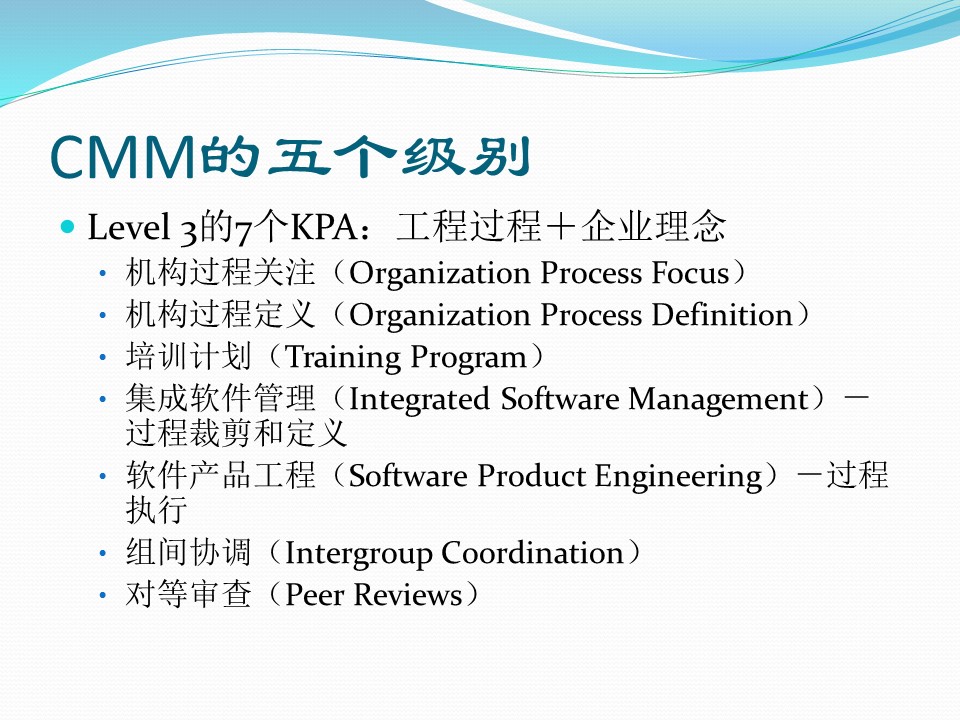 CMM的五个级别
Level 3的7个KPA：工程过程＋企业理念
机构过程关注（Organization Process Focus）
机构过程定义（Organization Process Definition）
培训计划（Training Program）
集成软件管理（Integrated Software Management）－
过程裁剪和定义
软件产品工程（Software Product Engineering）－过程
执行
组间协调（Intergroup Coordination）
对等审查（Peer Reviews）